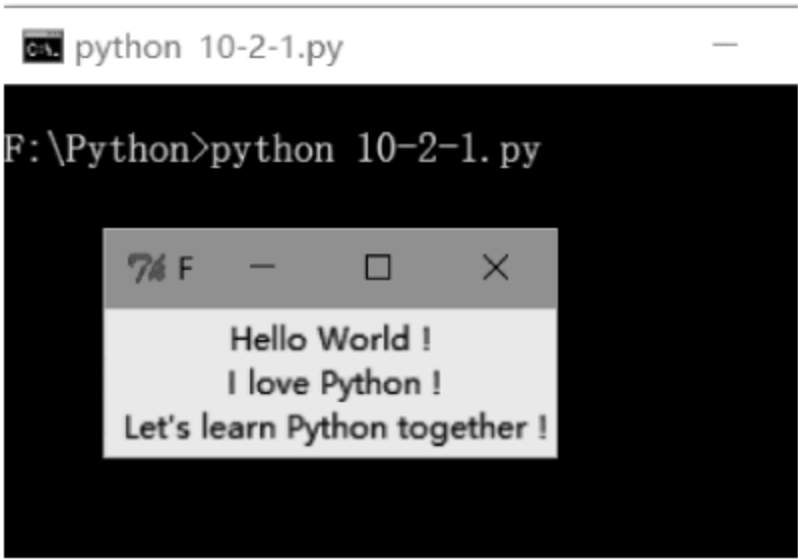 python 10-2-1.py
F:\Python>python 10-2-1.py
F
Hello World !
I love Python !
Let's learn Python together !